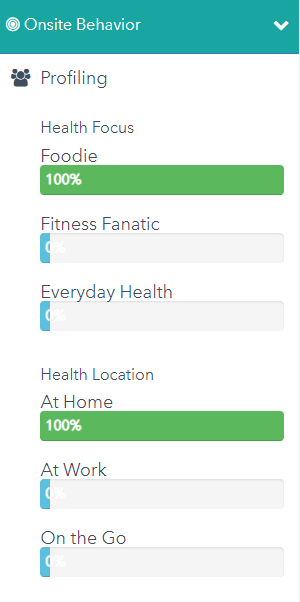 Onsite Behavior
Profiling
Health Focus
Foodie
100%
Fitness Fanatic
0%
Everyday Health
0%
Health Location
At Home
100%
At Work
0%
On the Go
0%